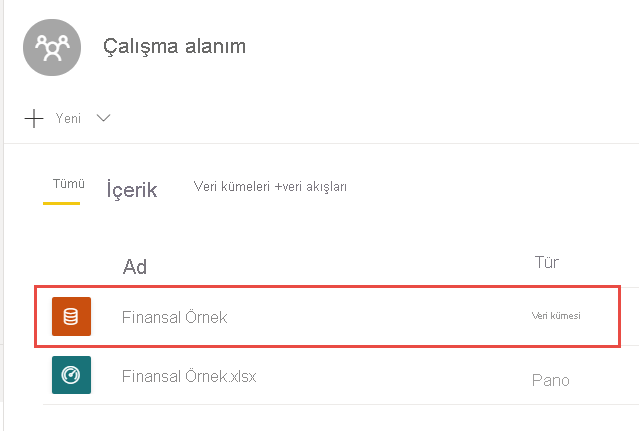 Çalışma alanım
Yeni
Tümü İçerik Veri kümeleri +veri akışları
Ad Tür
Finansal Örnek Veri kümesi
Finansal Örnek.xlsx Pano